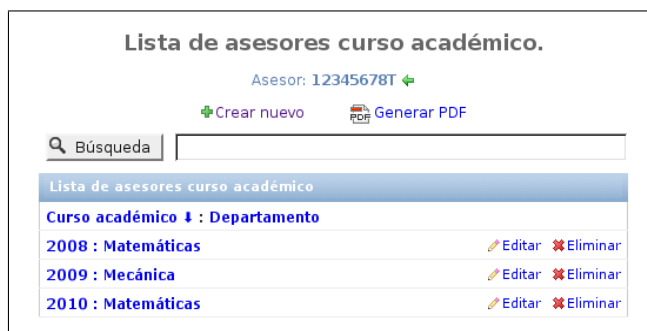 Lista de asesores curso académico.
Asesor: 12345678T
Crear nuevo PDF Generar PDF
Búsqueda
Lista de asesores curso académico
Curso académico ⬇ : Departamento
2008 : Matemáticas Editar Eliminar
2009 : Mecánica Editar Eliminar
2010 : Matemáticas Editar Eliminar